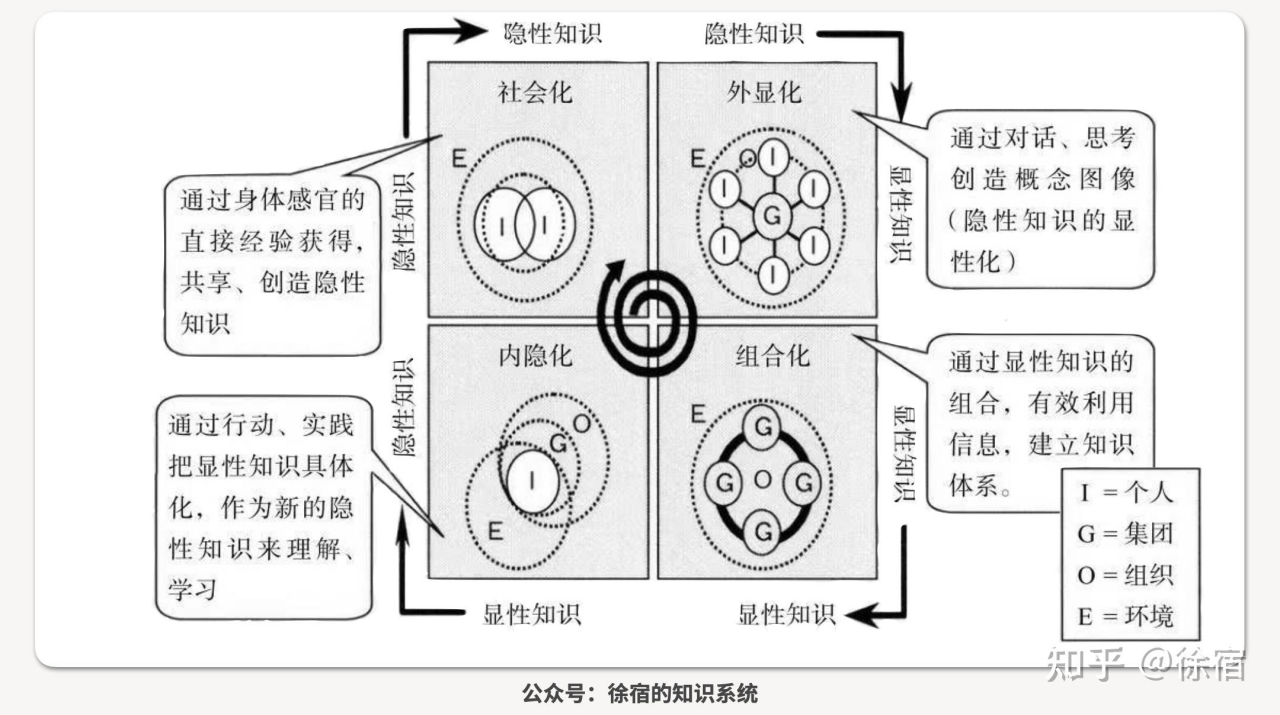 隐性知识
隐性知识
社会化
外显化
E
I
I
通过身体感官的
直接经验获得，
共享、创造隐性
知识
隐性知识
E
O
I
I
I
I
I
I
G
显性知识
通过对话、思考
创造概念图像
（隐性知识的显
性化）
内隐化
组合化
隐性知识
O
G
I
E
通过行动、实践
把显性知识具体
化，作为新的隐
性知识来理解、
学习
E
G
G
O
G
G
显性知识
通过显性知识的
组合，有效利用
信息，建立知识
体系。
显性知识
显性知识
I = 个人
G = 集团
O = 组织
E = 环境
知乎 @徐宿
公众号：徐宿的知识系统